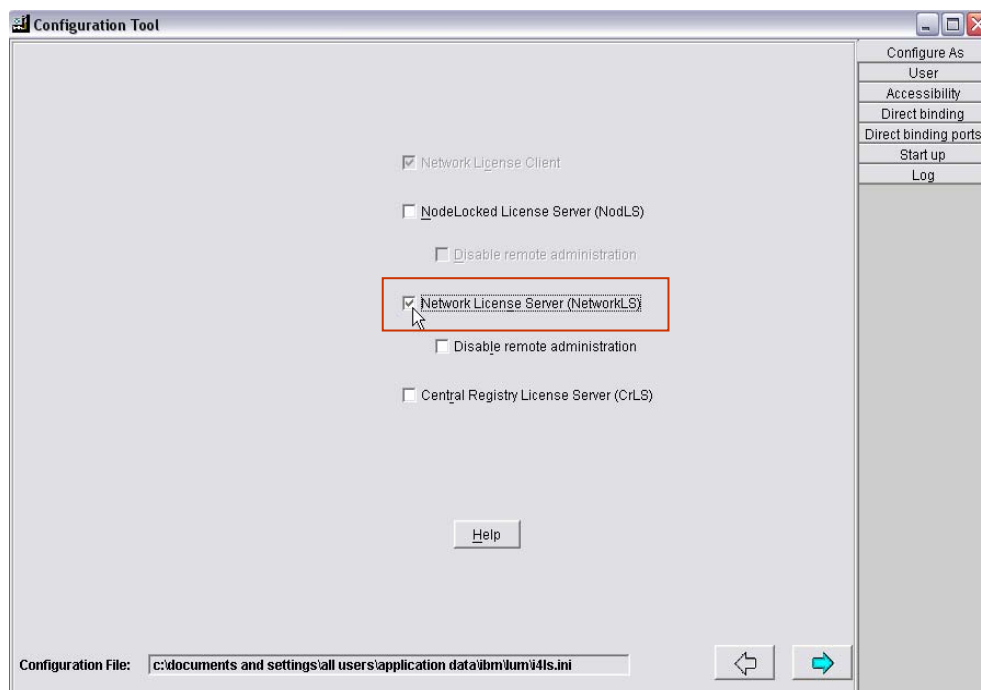 Configuration Tool
Configure As
User
Accessibility
Direct binding
Direct binding ports
Start up
Log
Network License Client
NodeLocked License Server (NodLS)
Disable remote administration
Network License Server (NetworkLS)
Disable remote administration
Central Registry License Server (CrLS)
Help
Configuration File: c:\documents and settings\all users\application data\ibm\lum\i4ls.ini